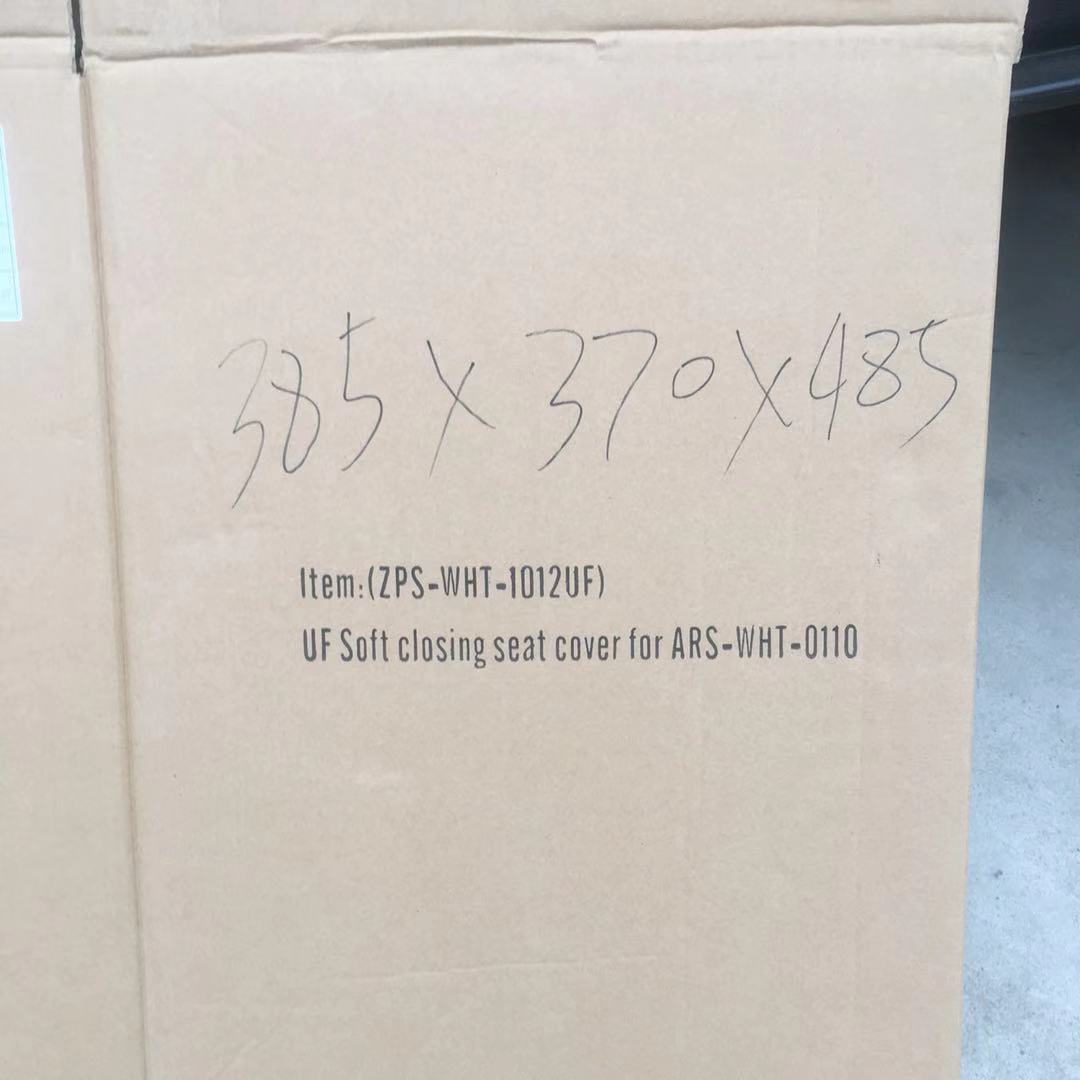 385 X 370 X 485
Item:(ZPS-WHT-1012UF)
UF Soft closing seat cover for ARS-WHT-0110